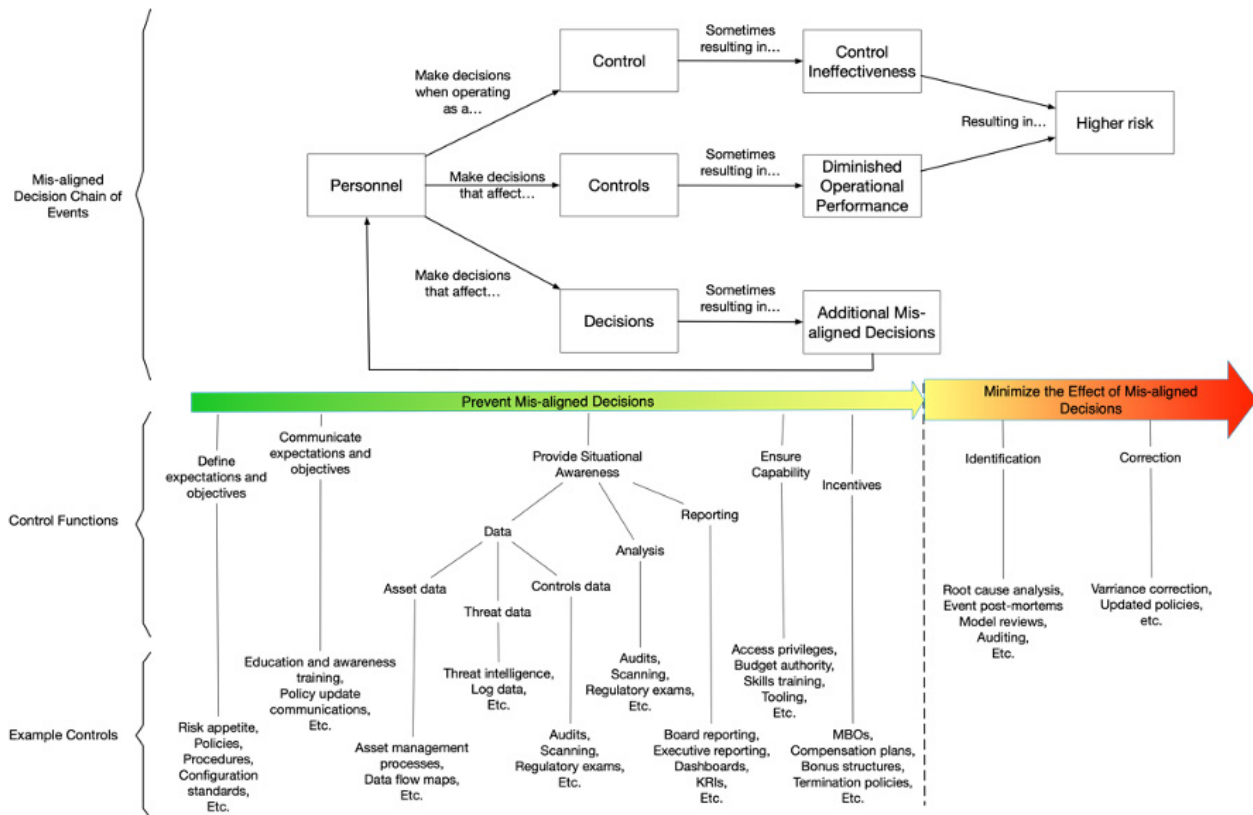 Mis-aligned
Decision Chain of
Events
Personnel
Make decisions
when operating
as a...
Control
Sometimes
resulting in...
Control
Ineffectiveness
Resulting in...
Higher risk
Make decisions
that affect...
Controls
Sometimes
resulting in...
Diminished
Operational
Performance
Make decisions
that affect...
Decisions
Sometimes
resulting in...
Additional Mis-
aligned Decisions
Prevent Mis-aligned Decisions
Minimize the Effect of Mis-aligned
Decisions
Control Functions
Define
expectations and
objectives
Communicate
expectations and
objectives
Provide Situational
Awareness
Data
Asset data
Threat data
Controls data
Analysis
Reporting
Ensure
Capability
Incentives
Identification
Correction
Example Controls
Risk appetite,
Policies,
Procedures,
Configuration
standards,
Etc.
Education and awareness
training,
Policy update
communications,
Etc.
Asset management
processes,
Data flow maps,
Etc.
Threat intelligence,
Log data,
Etc.
Audits,
Scanning,
Regulatory exams,
Etc.
Audits,
Scanning,
Regulatory exams,
Etc.
Board reporting,
Executive reporting,
Dashboards,
KRIs,
Etc.
Access privileges,
Budget authority,
Skills training,
Tooling,
Etc.
MBOs,
Compensation plans,
Bonus structures,
Termination policies,
Etc.
Root cause analysis,
Event post-mortems
Model reviews,
Auditing,
Etc.
Varriance correction,
Updated policies,
etc.